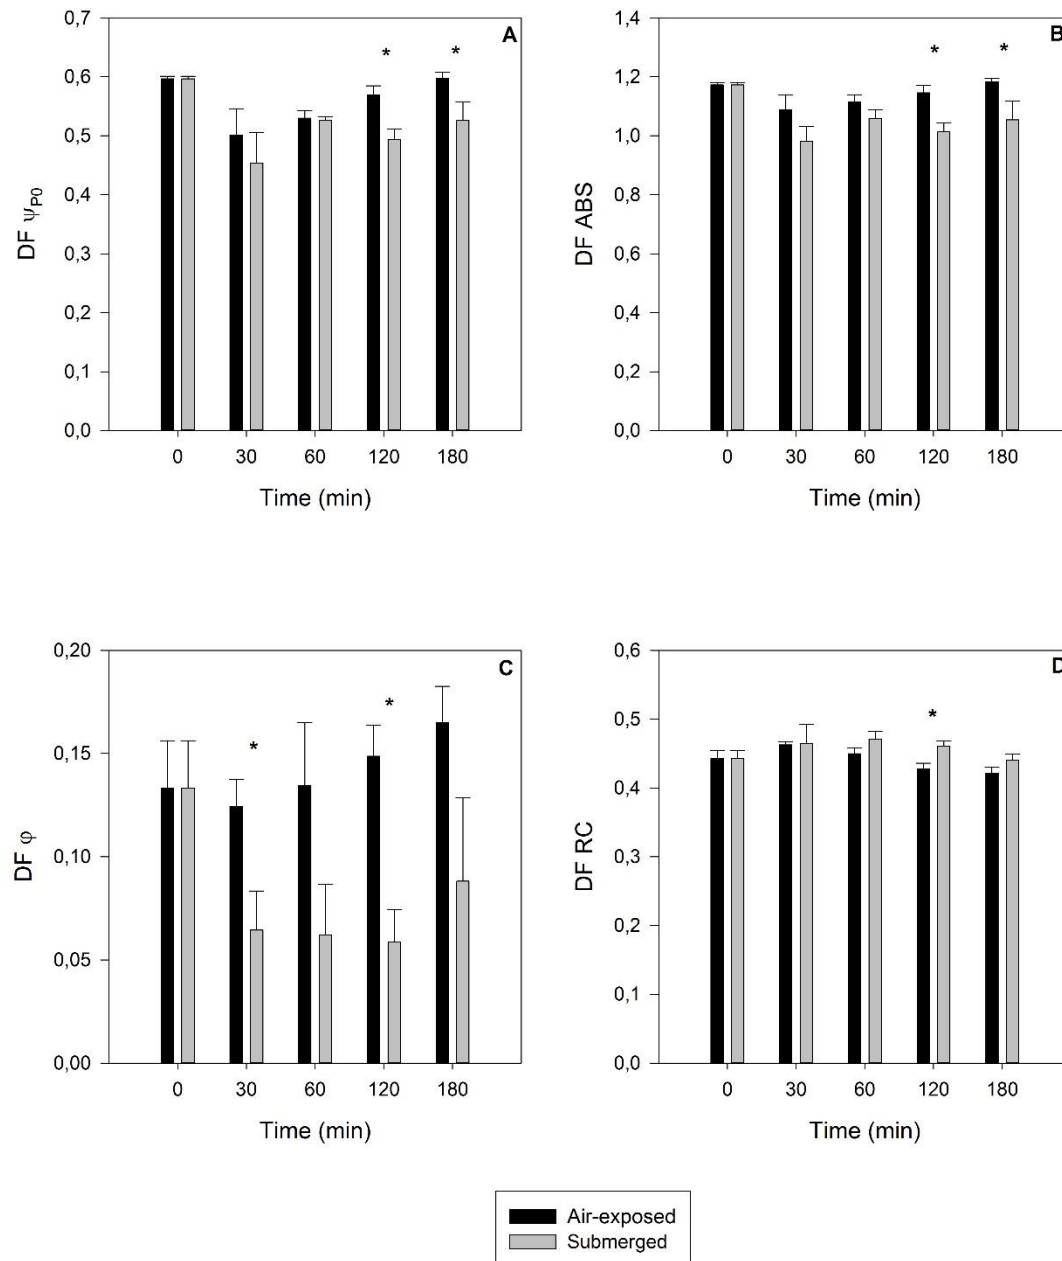 A
0,7
0,6
0,5
0,4
0,3
0,2
0,1
0,0
DF ψP0
* *
0 30 60 120 180
Time (min)
B
1,4
1,2
1,0
0,8
0,6
0,4
0,2
0,0
DF ABS
* *
0 30 60 120 180
Time (min)
C
0,20
0,15
0,10
0,05
0,00
DF φ
* *
0 30 60 120 180
Time (min)
D
0,6
0,5
0,4
0,3
0,2
0,1
0,0
DF RC
*
0 30 60 120 180
Time (min)
Air-exposed
Submerged